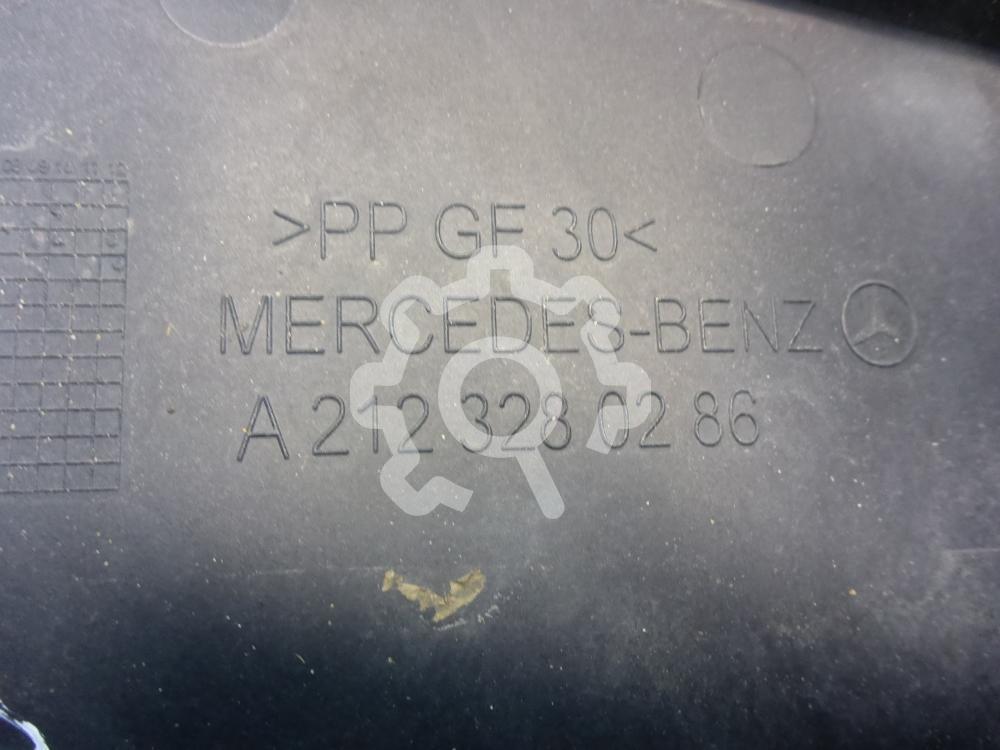 >PP GF 30<
MERCEDES-BENZ
A 212 328 02 86